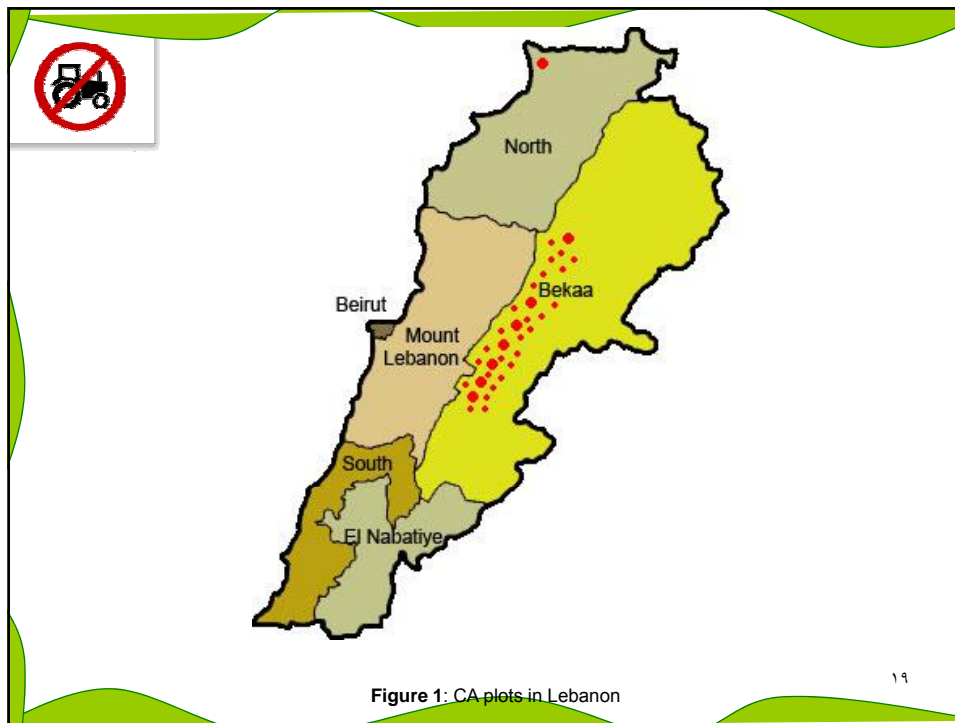 North
Bekaa
Beirut
Mount
Lebanon
South
El Nabatiye
Figure 1: CA plots in Lebanon
١٩